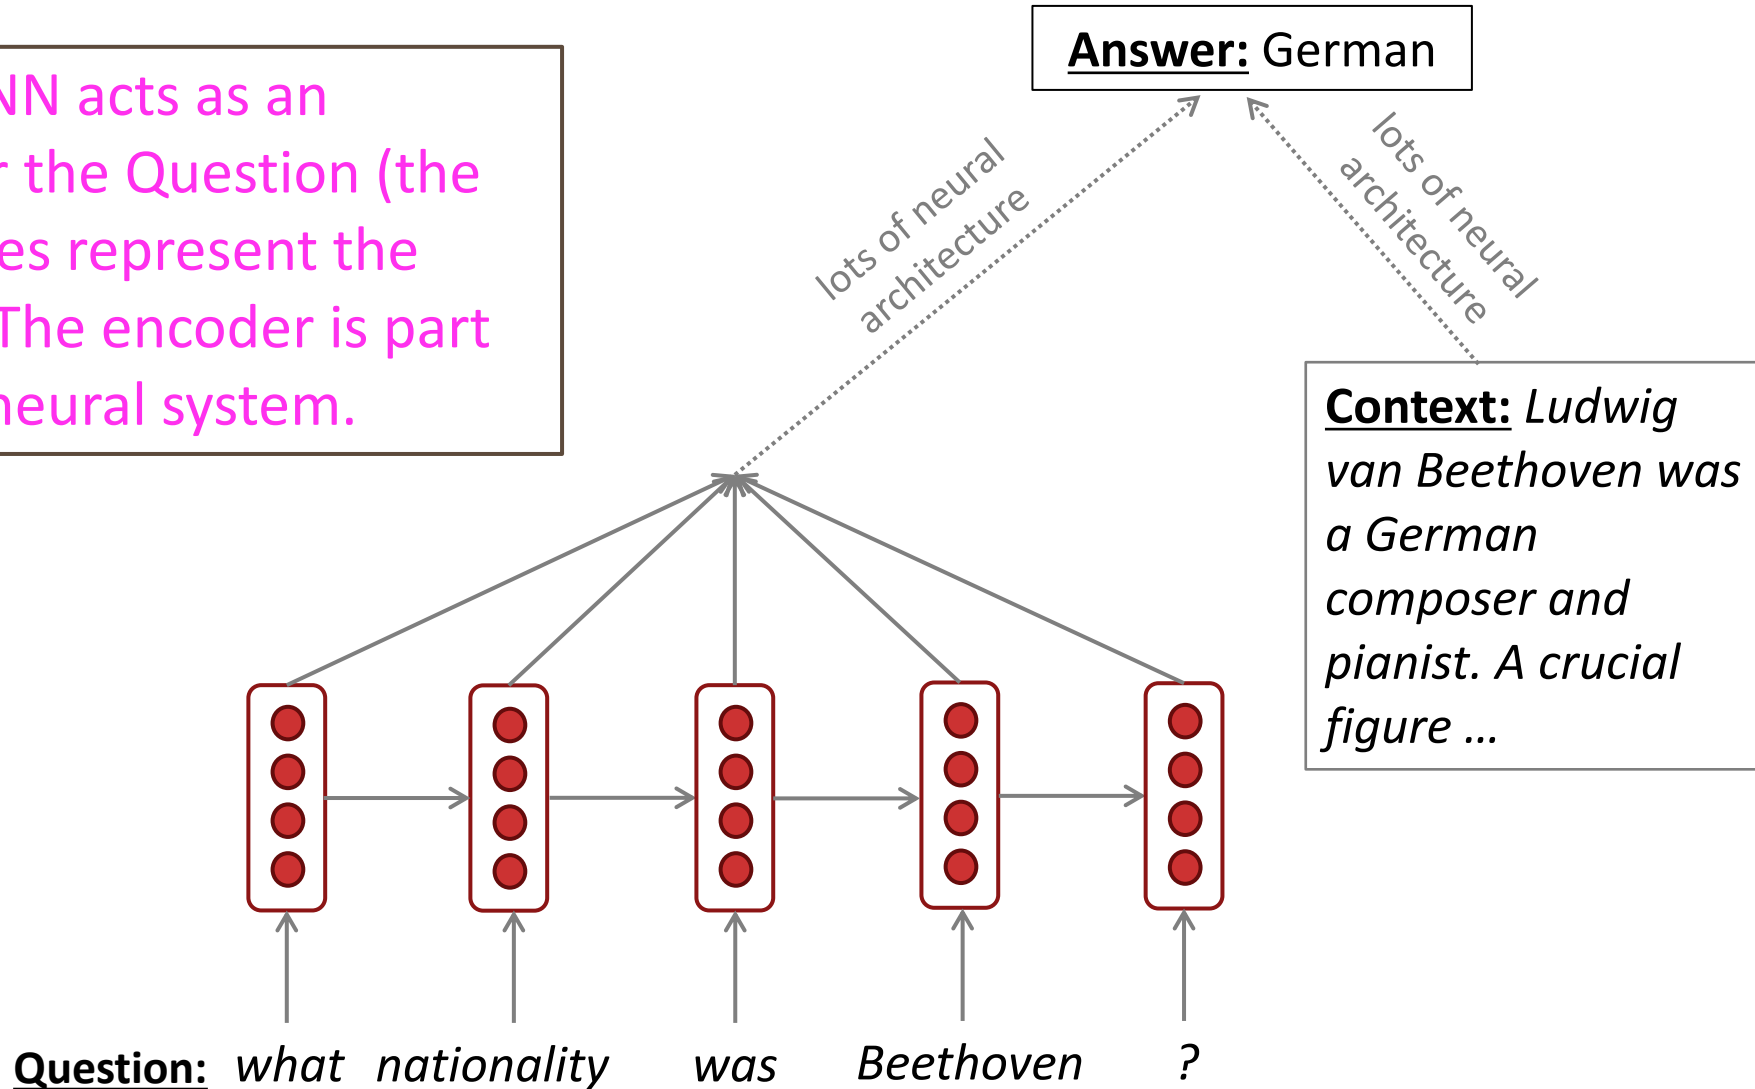 Answer: German
NN acts as an
r the Question (the
es represent the
The encoder is part
neural system.
lots of neural
architecture
lots of neural
architecture
Context: Ludwig
van Beethoven was
a German
composer and
pianist. A crucial
figure ...
Question: what nationality was Beethoven ?